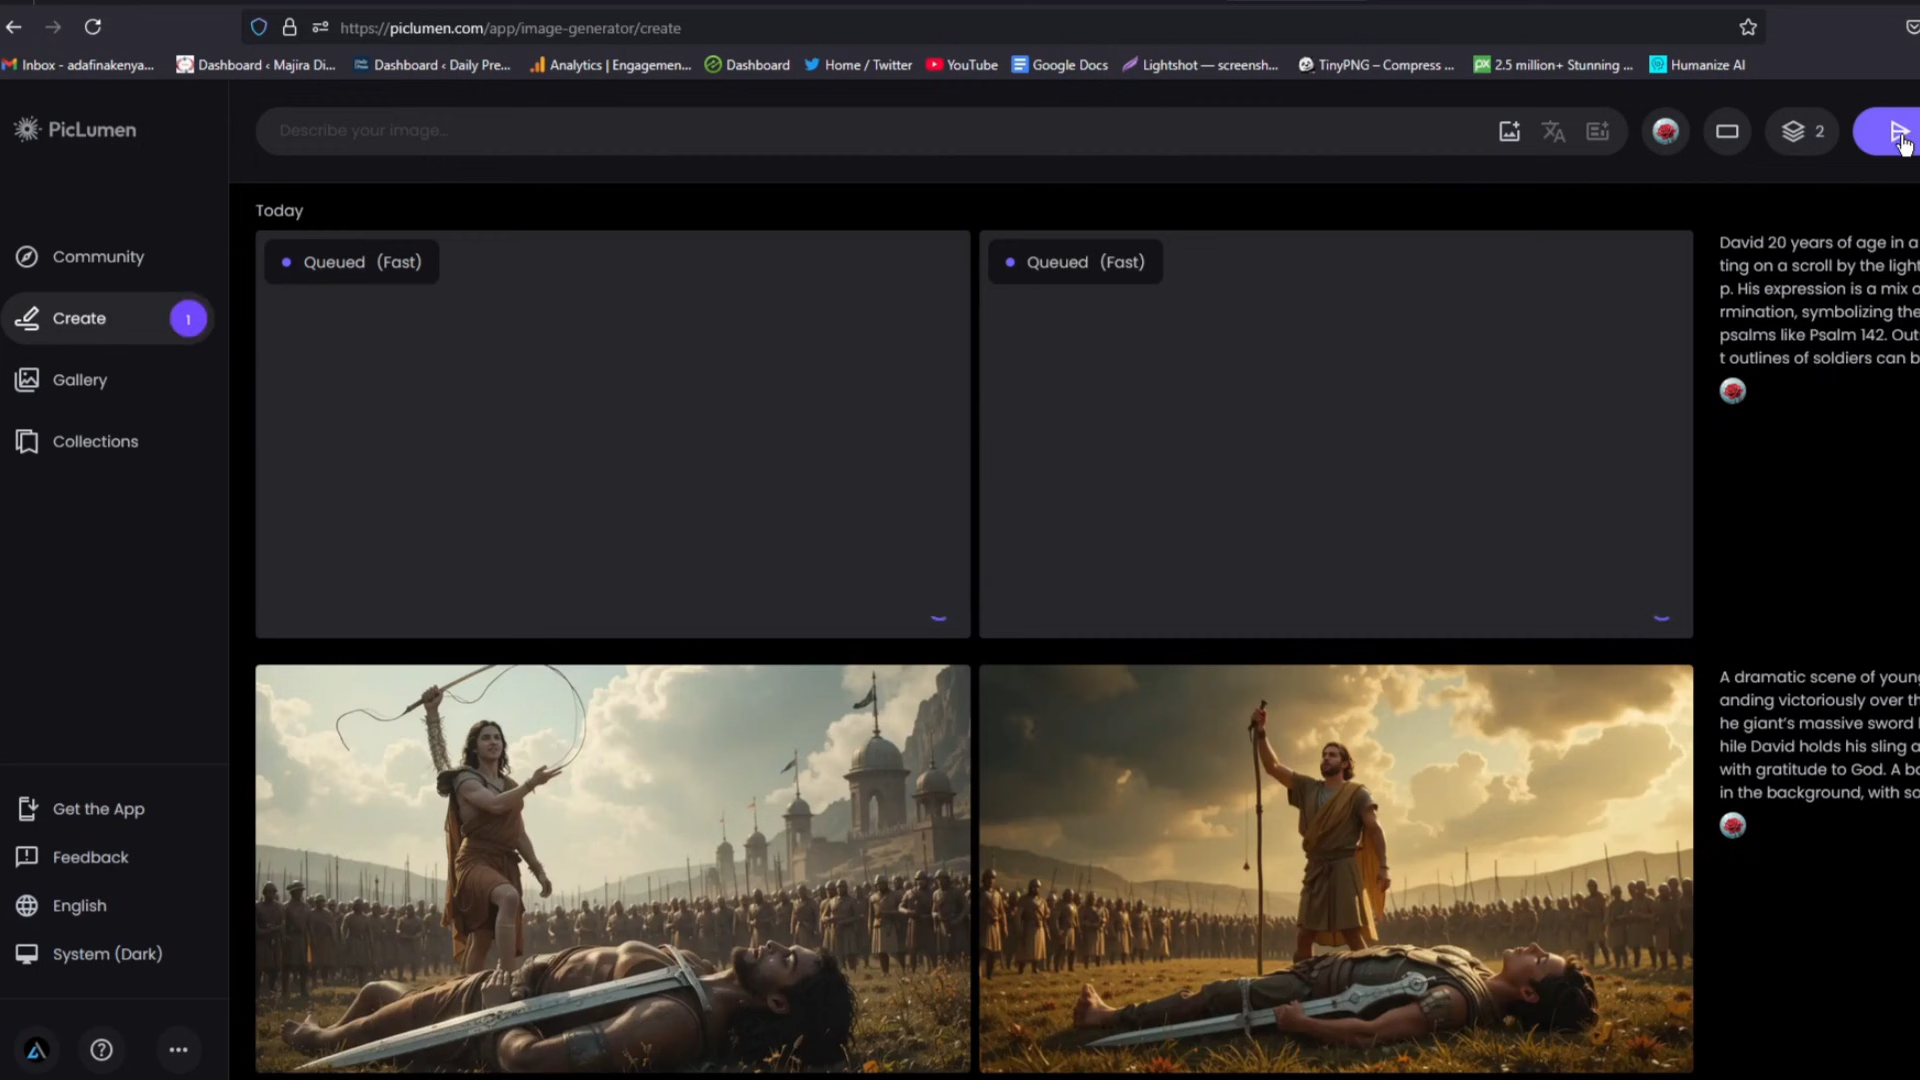 https://piclumen.com/app/image-generator/create
Inbox - adafinakenya...
Dashboard ‹ Majira Di...
Dashboard ‹ Daily Pre...
Analytics | Engagemen...
Dashboard
Home / Twitter
YouTube
Google Docs
Lightshot — screensh...
TinyPNG – Compress ...
2.5 million+ Stunning ...
Humanize AI
PicLumen
Describe your image...
2
Community
Create
1
Gallery
Collections
Get the App
Feedback
English
System (Dark)
Today
Queued (Fast)
Queued (Fast)
David 20 years of age in a
ting on a scroll by the light
p. His expression is a mix
rmination, symbolizing the
psalms like Psalm 142. Out
t outlines of soldiers can b
A dramatic scene of young
anding victoriously over th
he giant's massive sword
hile David holds his sling a
with gratitude to God. A ba
in the background, with so